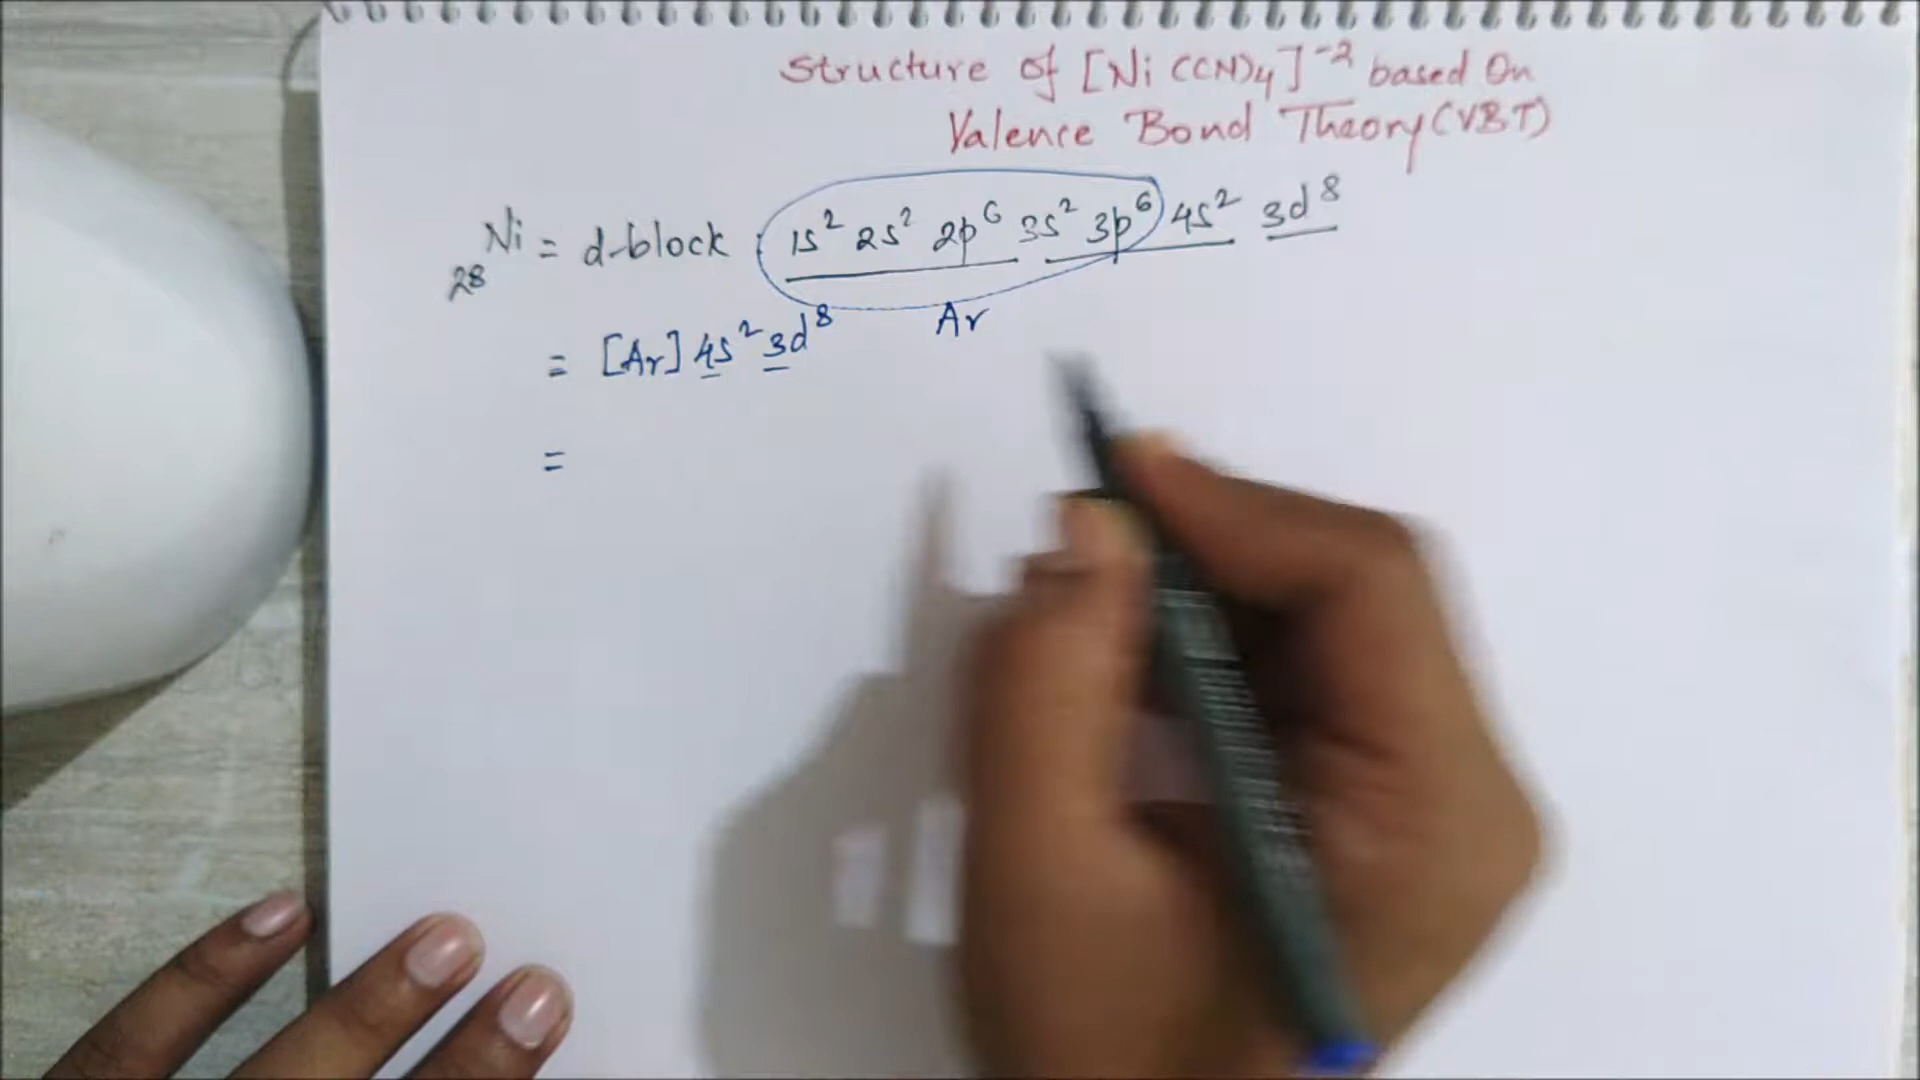 Structure of [Ni(CN)4]⁻² based On
Valence Bond Theory (VBT)
₂₈Ni = d-block 1s² 2s² 2p⁶ 3s² 3p⁶ 4s² 3d⁸
Ar
= [Ar] 4s² 3d⁸
=